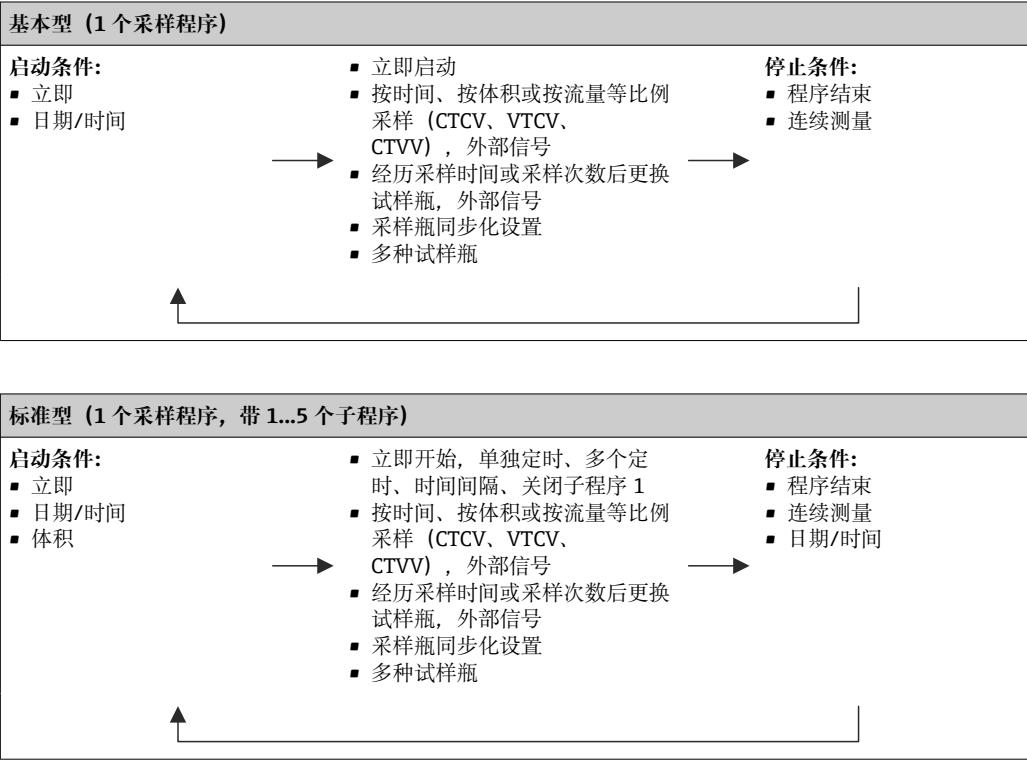 基本型（1 个采样程序）
启动条件：
▪ 立即
▪ 日期/时间
▪ 立即启动
▪ 按时间、按体积或按流量等比例
采样（CTCV、VTCV、
CTVV），外部信号
▪ 经历采样时间或采样次数后更换
试样瓶，外部信号
▪ 采样瓶同步化设置
▪ 多种试样瓶
停止条件：
▪ 程序结束
▪ 连续测量
标准型（1 个采样程序，带 1...5 个子程序）
启动条件：
▪ 立即
▪ 日期/时间
▪ 体积
▪ 立即开始，单独定时、多个定
时、时间间隔、关闭子程序 1
▪ 按时间、按体积或按流量等比例
采样（CTCV、VTCV、
CTVV），外部信号
▪ 经历采样时间或采样次数后更换
试样瓶，外部信号
▪ 采样瓶同步化设置
▪ 多种试样瓶
停止条件：
▪ 程序结束
▪ 连续测量
▪ 日期/时间